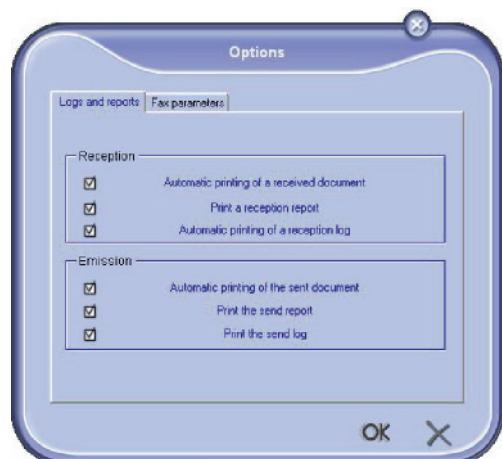 Options
Logs and reports
Fax parameters
Reception
Automatic printing of a received document
Print a reception report
Automatic printing of a reception log
Emission
Automatic printing of the sent document
Print the send report
Print the send log
OK